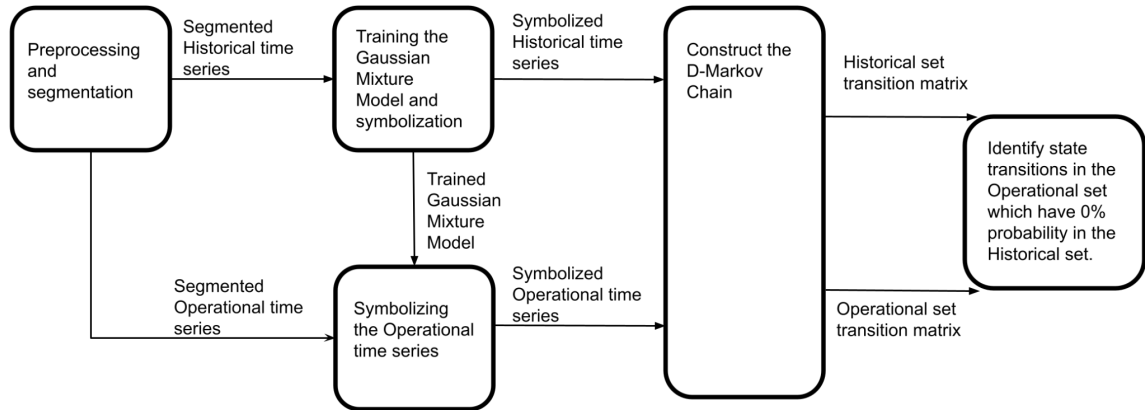 Preprocessing
and
segmentation
Segmented
Historical time
series
Training the
Gaussian
Mixture
Model and
symbolization
Symbolized
Historical time
series
Construct the
D-Markov
Chain
Historical set
transition matrix
Identify state
transitions in the
Operational set
which have 0%
probability in the
Historical set.
Trained
Gaussian
Mixture
Model
Segmented
Operational time
series
Symbolizing
the Operational
time series
Symbolized
Operational time
series
Operational set
transition matrix